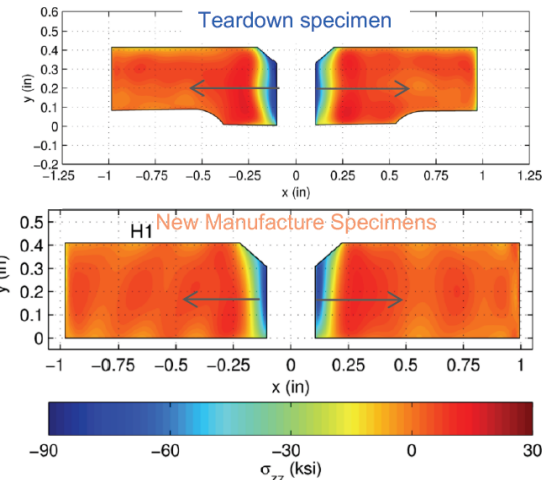 Teardown specimen
0.6
0.5
0.4
0.3
0.2
0.1
0
-0.1
-0.2
y (in)
-1.25 -1 -0.75 -0.5 -0.25 0 0.25 0.5 0.75 1 1.25
x (in)
H1 New Manufacture Specimens
0.5
0.4
0.3
0.2
0.1
0
y (in)
-1 -0.75 -0.5 -0.25 0 0.25 0.5 0.75 1
x (in)
-90 -60 -30 0 30
σzz (ksi)